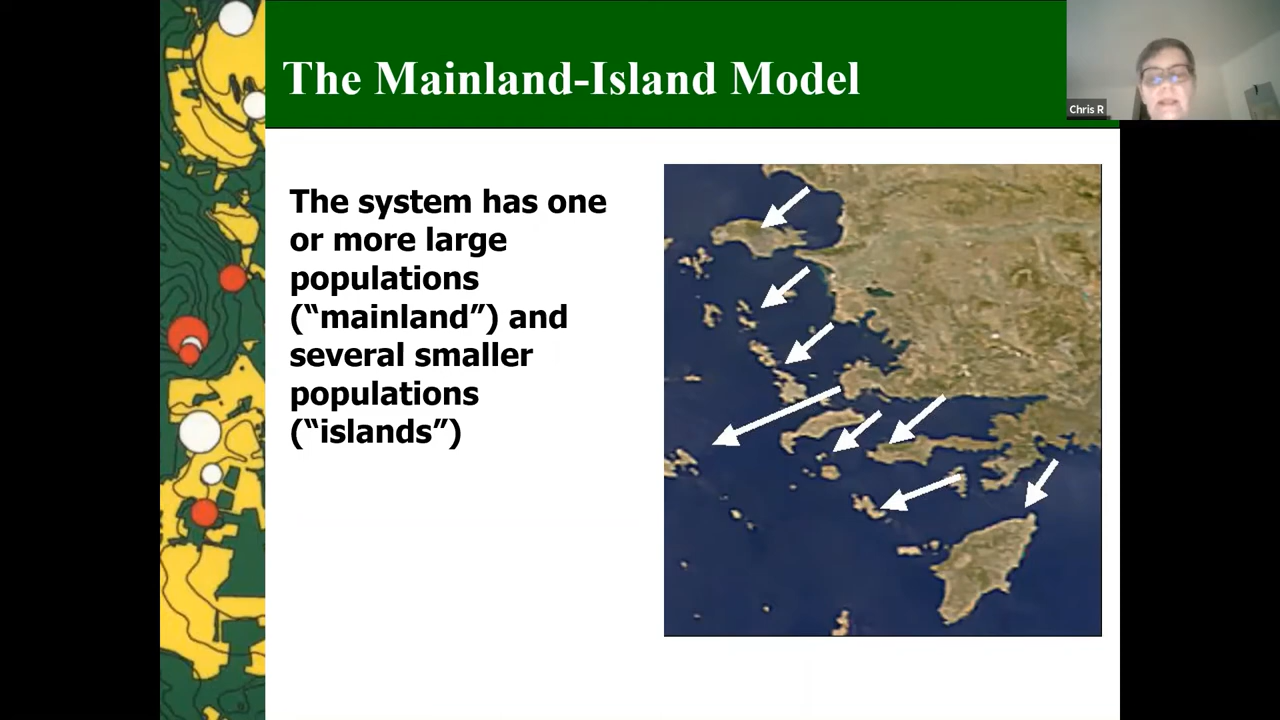 The Mainland-Island Model
Chris R
The system has one
or more large
populations
(“mainland”) and
several smaller
populations
(“islands”)